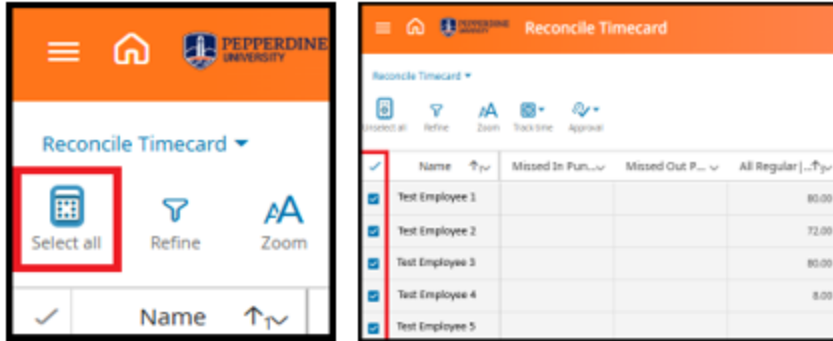 PEPPERDINE
UNIVERSITY
Reconcile Timecard
Select all
Refine
Zoom
Name
PEPPERDINE
UNIVERSITY
Reconcile Timecard
Reconcile Timecard
Unselect all Refine Zoom Track time Approval
Name Missed In Pun... Missed Out P... All Regular |...
Test Employee 1 80.00
Test Employee 2 72.00
Test Employee 3 80.00
Test Employee 4 8.00
Test Employee 5